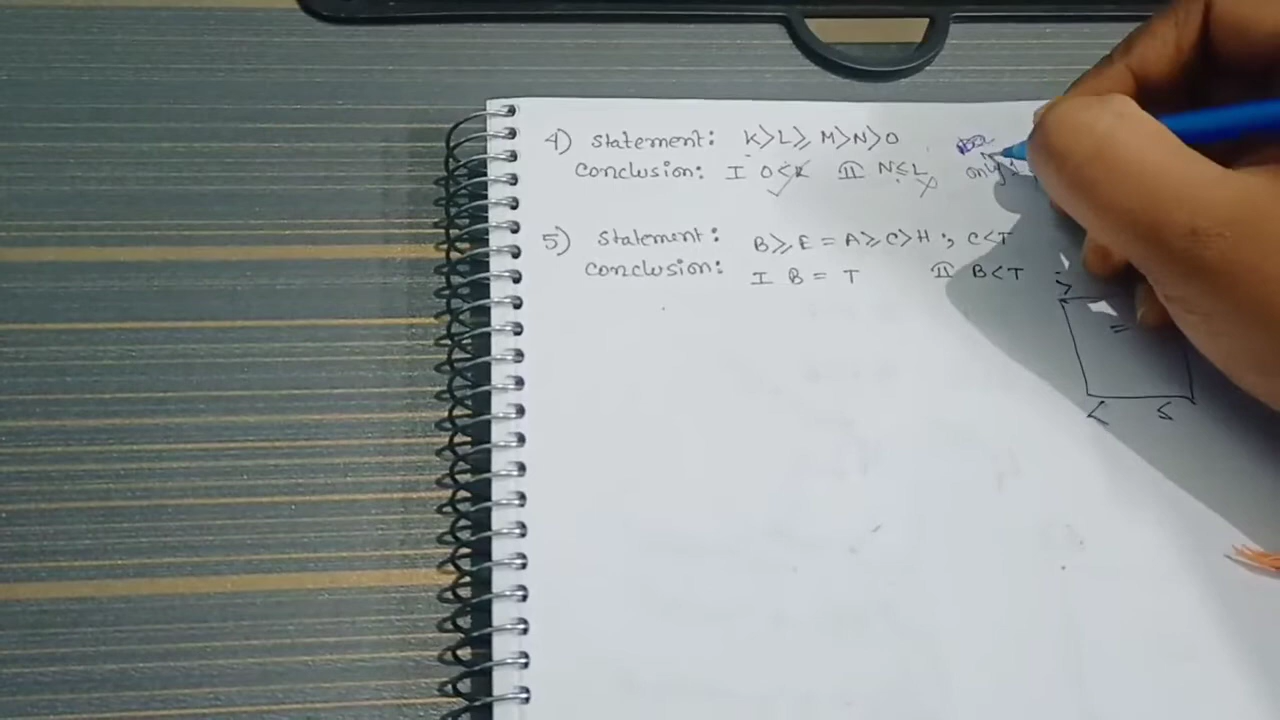 4) Statement: K>L≥M>N>O
Conclusion: I O<K II N≤L only
5) Statement: B≥E=A≥C>H ; C<T
Conclusion: I B = T II B<T
> =
< ≤